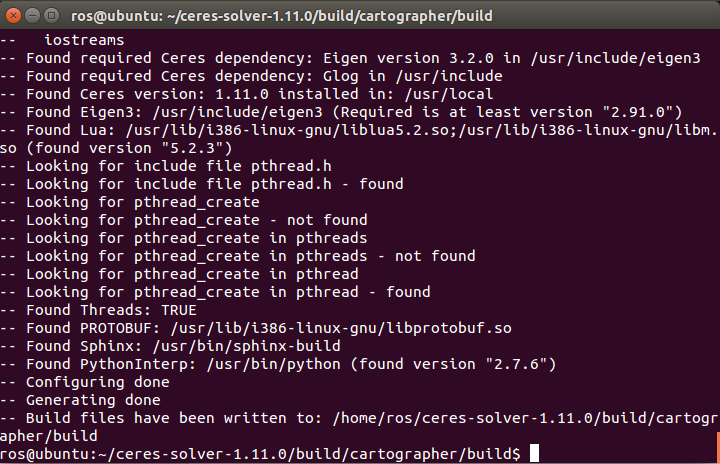 ros@ubuntu: ~/ceres-solver-1.11.0/build/cartographer/build
--   iostreams
-- Found required Ceres dependency: Eigen version 3.2.0 in /usr/include/eigen3
-- Found required Ceres dependency: Glog in /usr/include
-- Found Ceres version: 1.11.0 installed in: /usr/local
-- Found Eigen3: /usr/include/eigen3 (Required is at least version "2.91.0")
-- Found Lua: /usr/lib/i386-linux-gnu/liblua5.2.so;/usr/lib/i386-linux-gnu/libm.
so (found version "5.2.3")
-- Looking for include file pthread.h
-- Looking for include file pthread.h - found
-- Looking for pthread_create
-- Looking for pthread_create - not found
-- Looking for pthread_create in pthreads
-- Looking for pthread_create in pthreads - not found
-- Looking for pthread_create in pthread
-- Looking for pthread_create in pthread - found
-- Found Threads: TRUE
-- Found PROTOBUF: /usr/lib/i386-linux-gnu/libprotobuf.so
-- Found Sphinx: /usr/bin/sphinx-build
-- Found PythonInterp: /usr/bin/python (found version "2.7.6")
-- Configuring done
-- Generating done
-- Build files have been written to: /home/ros/ceres-solver-1.11.0/build/cartogr
apher/build
ros@ubuntu:~/ceres-solver-1.11.0/build/cartographer/build$